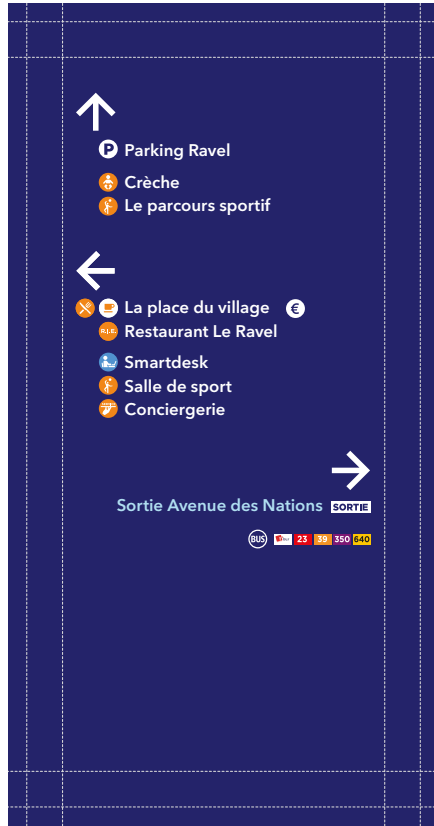 P Parking Ravel
Crèche
Le parcours sportif
La place du village €
R.I.E. Restaurant Le Ravel
Smartdesk
Salle de sport
Conciergerie
Sortie Avenue des Nations SORTIE
BUS 23 39 350 640